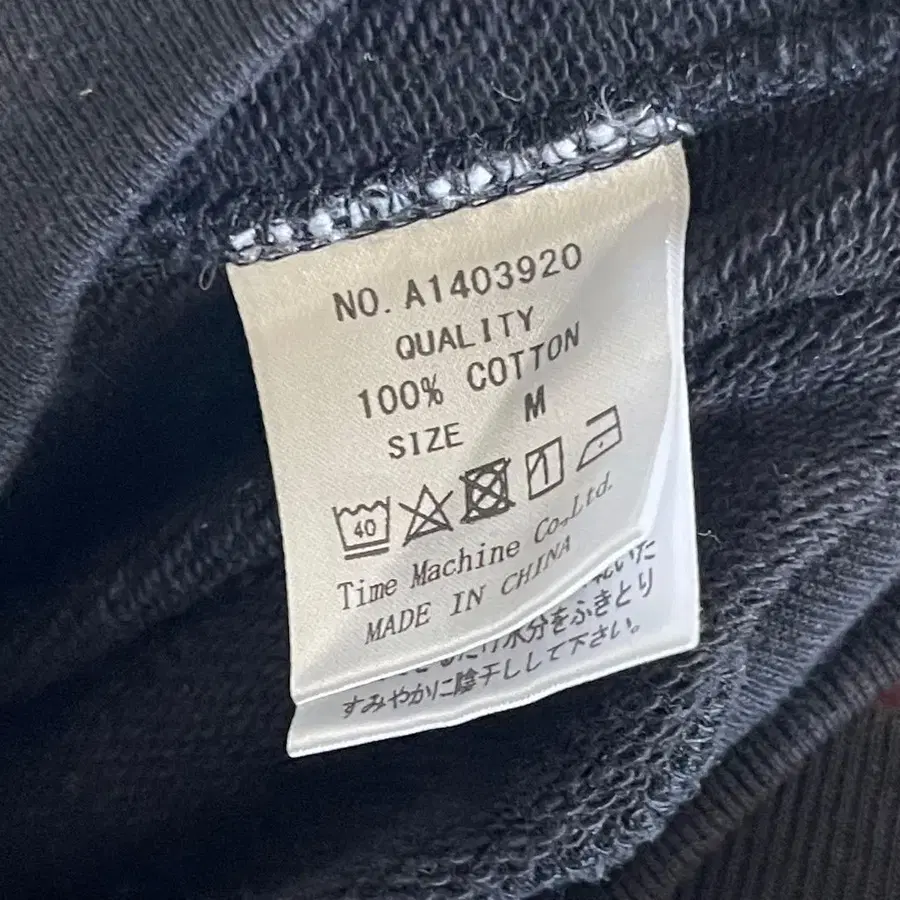 NO. A1403920
QUALITY
100% COTTON
SIZE M
40
Time Machine Co.,Ltd.
MADE IN CHINA
水分をふきとり
すみやかに陰干しして下さい。